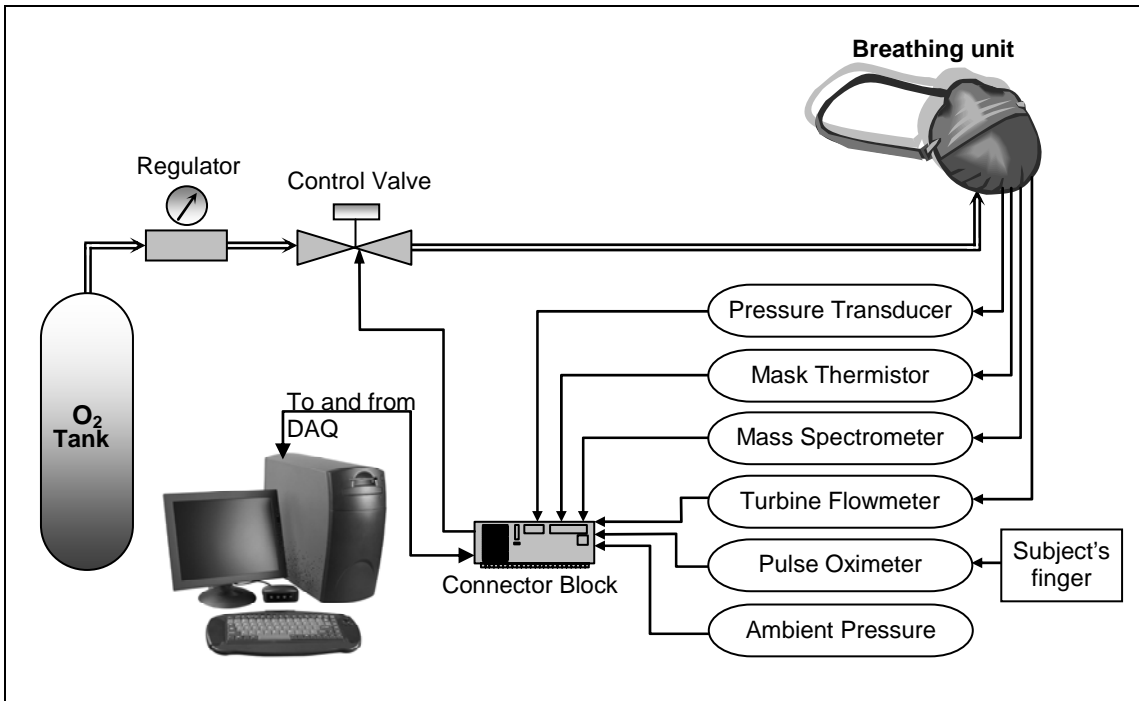 Breathing unit
Regulator
Control Valve
Pressure Transducer
Mask Thermistor
O₂
Tank
To and from
DAQ
Mass Spectrometer
Turbine Flowmeter
Connector Block
Pulse Oximeter
Subject's
finger
Ambient Pressure